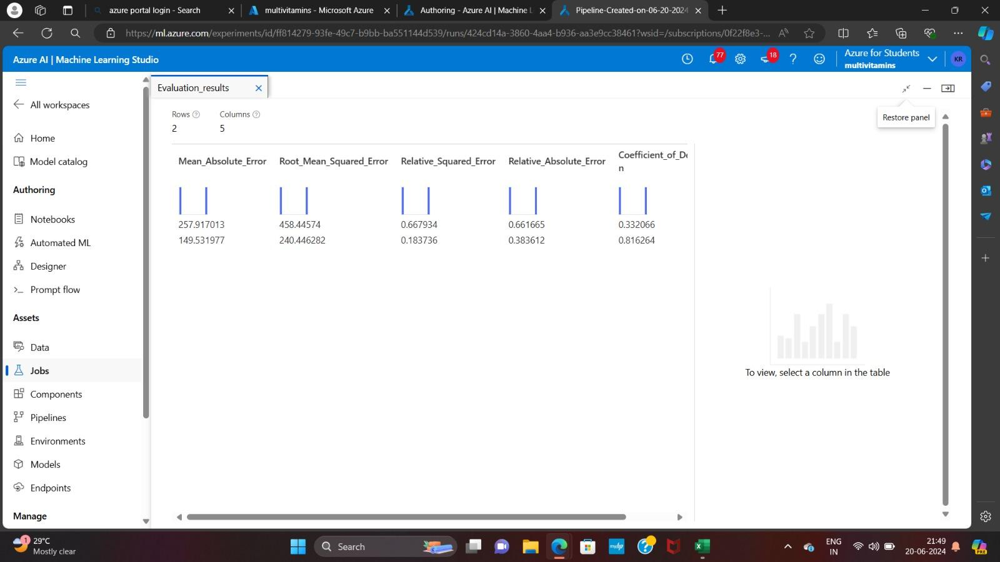 azure portal login - Search
multivitamins - Microsoft Azure
Authoring - Azure AI | Machine L
Pipeline-Created-on-06-20-2024
https://ml.azure.com/experiments/id/ff814279-93fe-49c7-b9bb-ba551144d539/runs/424cd14a-3860-4aa4-b936-aa3e9cc38461?wsid=/subscriptions/0f22f8e3-...
Azure AI | Machine Learning Studio
77
18
Azure for Students
multivitamins
KR
All workspaces
Home
Model catalog
Authoring
Notebooks
Automated ML
Designer
Prompt flow
Assets
Data
Jobs
Components
Pipelines
Environments
Models
Endpoints
Manage
Evaluation_results
Restore panel
Rows Columns
2 5
Mean_Absolute_Error Root_Mean_Squared_Error Relative_Squared_Error Relative_Absolute_Error Coefficient_of_De
n
257.917013 458.44574 0.667934 0.661665 0.332066
149.531977 240.446282 0.183736 0.383612 0.816264
To view, select a column in the table
1
29°C
Mostly clear
Search
myhp
ENG
IN
21:49
20-06-2024
PRE